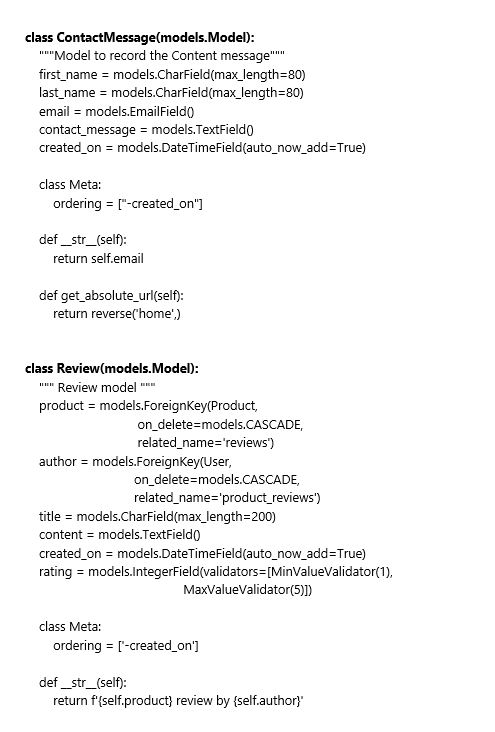 class ContactMessage(models.Model):
"""Model to record the Content message"""
first_name = models.CharField(max_length=80)
last_name = models.CharField(max_length=80)
email = models.EmailField()
contact_message = models.TextField()
created_on = models.DateTimeField(auto_now_add=True)
class Meta:
ordering = ["-created_on"]
def __str__(self):
return self.email
def get_absolute_url(self):
return reverse('home',)
class Review(models.Model):
""" Review model """
product = models.ForeignKey(Product,
on_delete=models.CASCADE,
related_name='reviews')
author = models.ForeignKey(User,
on_delete=models.CASCADE,
related_name='product_reviews')
title = models.CharField(max_length=200)
content = models.TextField()
created_on = models.DateTimeField(auto_now_add=True)
rating = models.IntegerField(validators=[MinValueValidator(1),
MaxValueValidator(5)])
class Meta:
ordering = ['-created_on']
def __str__(self):
return f'{self.product} review by {self.author}'